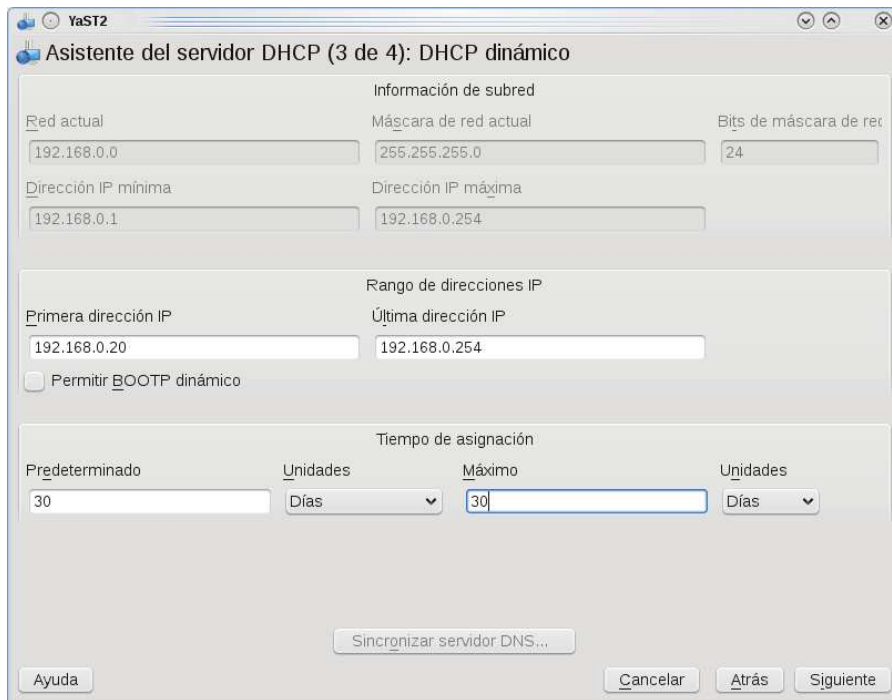 YaST2
Asistente del servidor DHCP (3 de 4): DHCP dinámico
Información de subred
Red actual Máscara de red actual Bits de máscara de red
192.168.0.0 255.255.255.0 24
Dirección IP mínima Dirección IP máxima
192.168.0.1 192.168.0.254
Rango de direcciones IP
Primera dirección IP Última dirección IP
192.168.0.20 192.168.0.254
Permitir BOOTP dinámico
Tiempo de asignación
Predeterminado Unidades Máximo Unidades
30 Días 30 Días
Sincronizar servidor DNS...
Ayuda Cancelar Atrás Siguiente